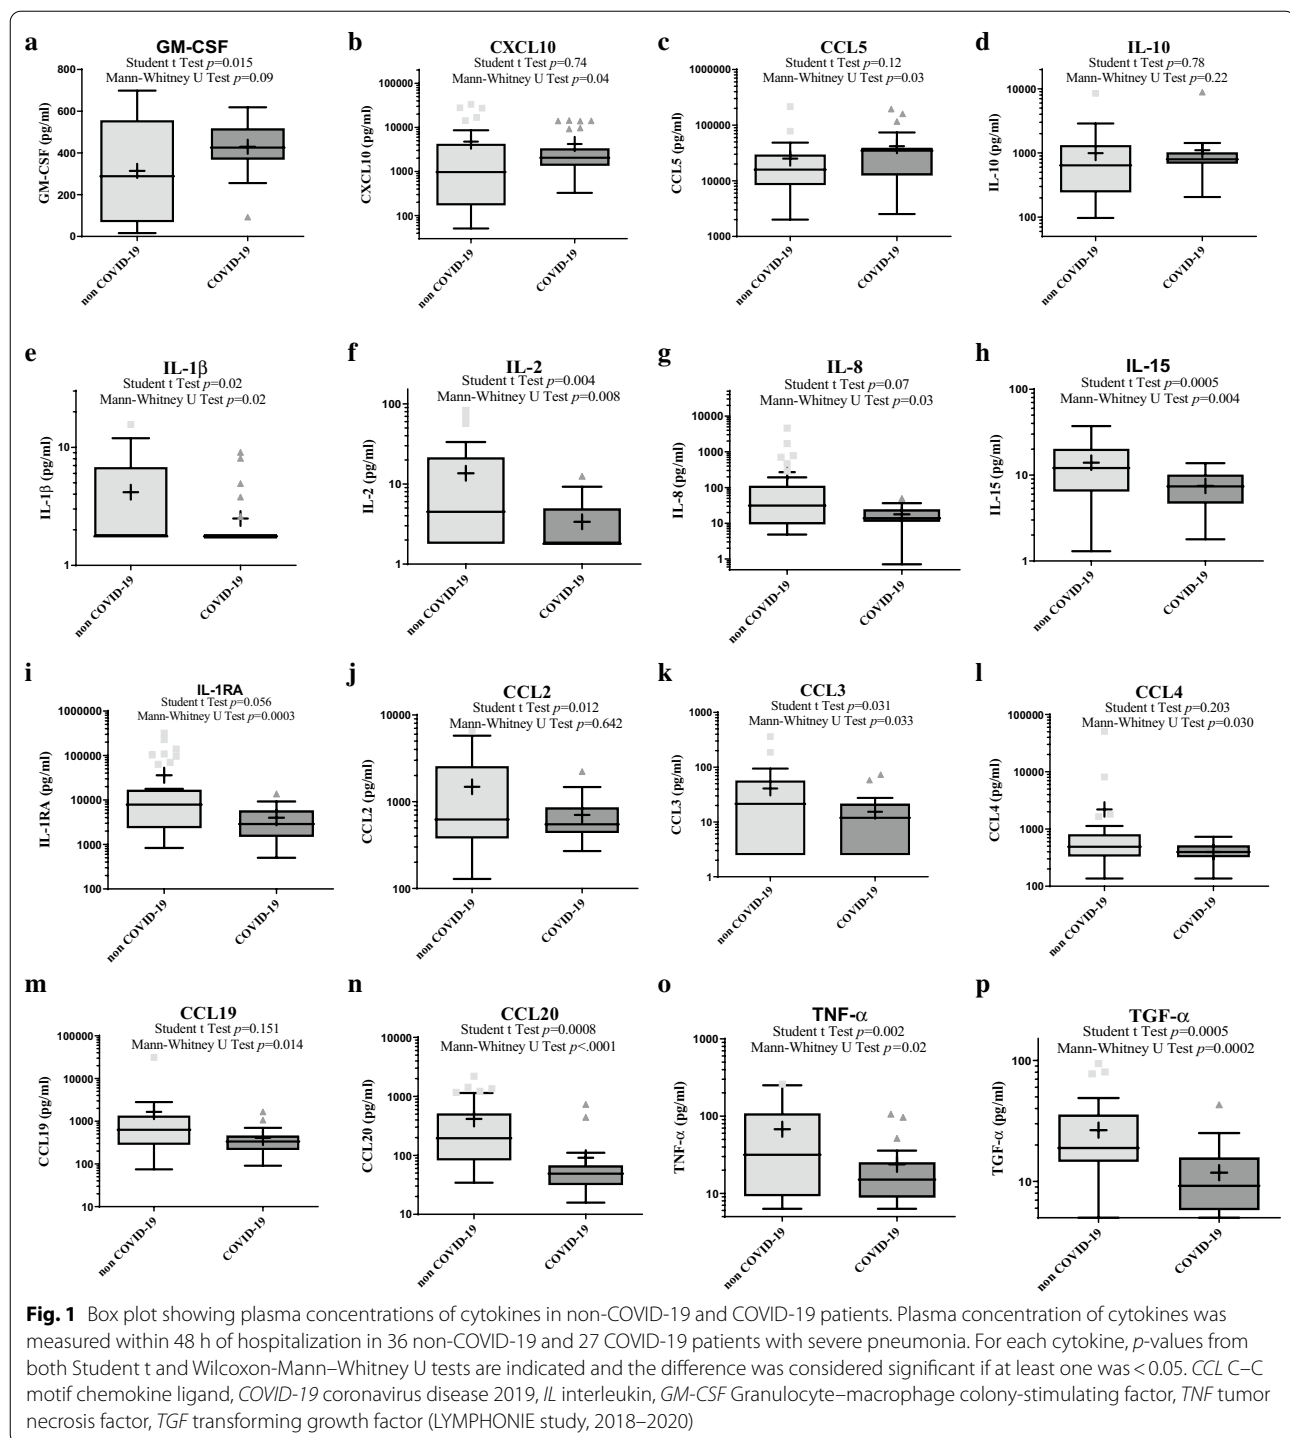 a
GM-CSF
Student t Test p=0.015
Mann-Whitney U Test p=0.09
GM-CSF (pg/ml)
800
600
400
200
0
non COVID-19
COVID-19
b
CXCL10
Student t Test p=0.74
Mann-Whitney U Test p=0.04
CXCL10 (pg/ml)
100000
10000
1000
100
non COVID-19
COVID-19
c
CCL5
Student t Test p=0.12
Mann-Whitney U Test p=0.03
CCL5 (pg/ml)
1000000
100000
10000
1000
non COVID-19
COVID-19
d
IL-10
Student t Test p=0.78
Mann-Whitney U Test p=0.22
IL-10 (pg/ml)
10000
1000
100
non COVID-19
COVID-19
e
IL-1β
Student t Test p=0.02
Mann-Whitney U Test p=0.02
IL-1β (pg/ml)
10
1
non COVID-19
COVID-19
f
IL-2
Student t Test p=0.004
Mann-Whitney U Test p=0.008
IL-2 (pg/ml)
100
10
1
non COVID-19
COVID-19
g
IL-8
Student t Test p=0.07
Mann-Whitney U Test p=0.03
IL-8 (pg/ml)
10000
1000
100
10
1
non COVID-19
COVID-19
h
IL-15
Student t Test p=0.0005
Mann-Whitney U Test p=0.004
IL-15 (pg/ml)
100
10
1
non COVID-19
COVID-19
i
IL-1RA
Student t Test p=0.056
Mann-Whitney U Test p=0.0003
IL-1RA (pg/ml)
1000000
100000
10000
1000
100
non COVID-19
COVID-19
j
CCL2
Student t Test p=0.012
Mann-Whitney U Test p=0.642
CCL2 (pg/ml)
10000
1000
100
non COVID-19
COVID-19
k
CCL3
Student t Test p=0.031
Mann-Whitney U Test p=0.033
CCL3 (pg/ml)
1000
100
10
1
non COVID-19
COVID-19
l
CCL4
Student t Test p=0.203
Mann-Whitney U Test p=0.030
CCL4 (pg/ml)
100000
10000
1000
100
non COVID-19
COVID-19
m
CCL19
Student t Test p=0.151
Mann-Whitney U Test p=0.014
CCL19 (pg/ml)
100000
10000
1000
100
10
non COVID-19
COVID-19
n
CCL20
Student t Test p=0.0008
Mann-Whitney U Test p<.0001
CCL20 (pg/ml)
10000
1000
100
10
non COVID-19
COVID-19
o
TNF-α
Student t Test p=0.002
Mann-Whitney U Test p=0.02
TNF-α (pg/ml)
1000
100
10
non COVID-19
COVID-19
p
TGF-α
Student t Test p=0.0005
Mann-Whitney U Test p=0.0002
TGF-α (pg/ml)
100
10
non COVID-19
COVID-19
Fig. 1 Box plot showing plasma concentrations of cytokines in non-COVID-19 and COVID-19 patients. Plasma concentration of cytokines was
measured within 48 h of hospitalization in 36 non-COVID-19 and 27 COVID-19 patients with severe pneumonia. For each cytokine, p-values from
both Student t and Wilcoxon-Mann–Whitney U tests are indicated and the difference was considered significant if at least one was < 0.05. CCL C–C
motif chemokine ligand, COVID-19 coronavirus disease 2019, IL interleukin, GM-CSF Granulocyte–macrophage colony-stimulating factor, TNF tumor
necrosis factor, TGF transforming growth factor (LYMPHONIE study, 2018–2020)